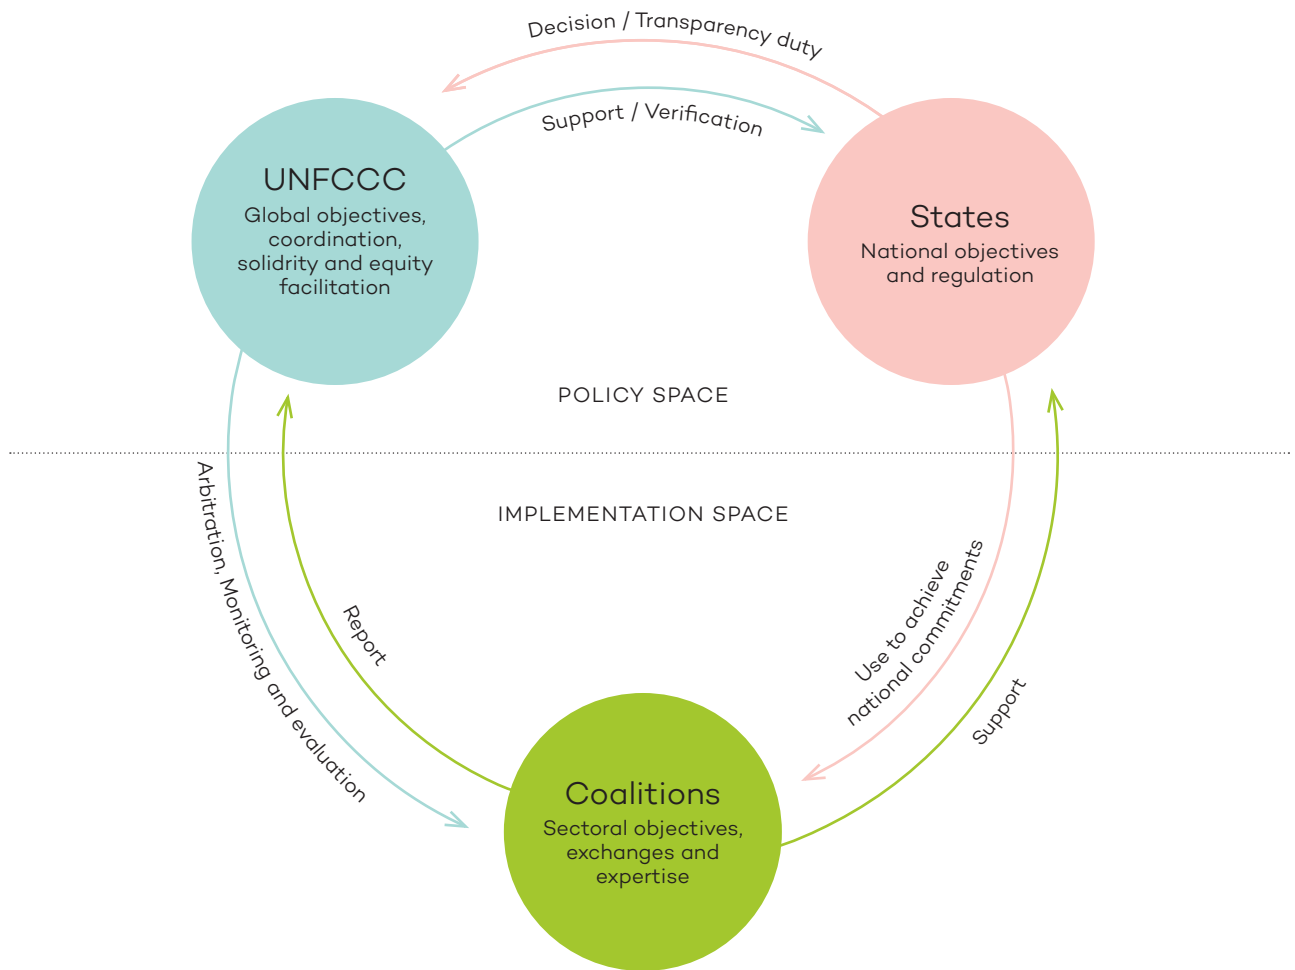 Decision / Transparency duty
Support / Verification
UNFCCC
Global objectives,
coordination,
solidrity and equity
facilitation
States
National objectives
and regulation
POLICY SPACE
IMPLEMENTATION SPACE
Arbitration, Monitoring and evaluation
Report
Use to achieve
national commitments
Support
Coalitions
Sectoral objectives,
exchanges and
expertise